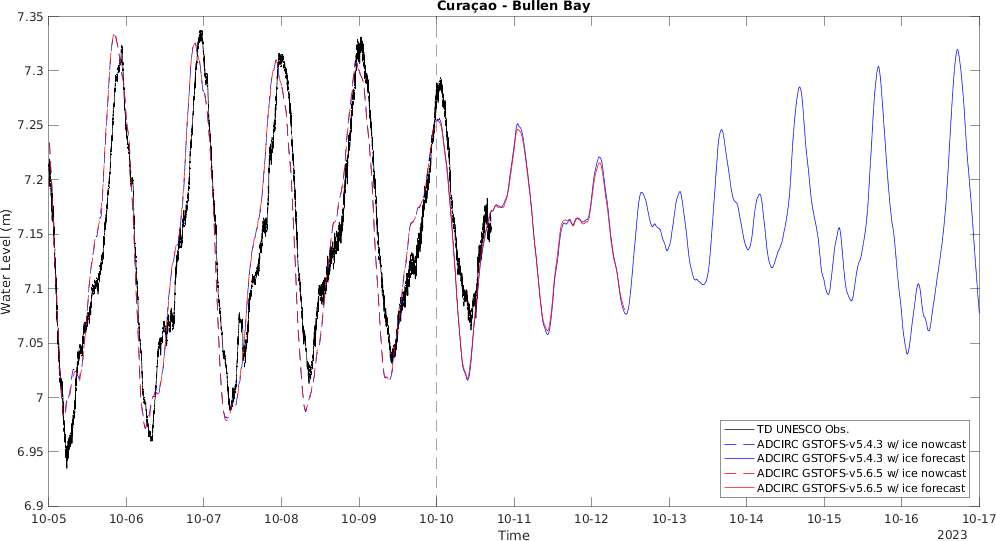 Curaçao - Bullen Bay
Water Level (m)
7.35
7.3
7.25
7.2
7.15
7.1
7.05
7
6.95
6.9
10-05 10-06 10-07 10-08 10-09 10-10 10-11 10-12 10-13 10-14 10-15 10-16 10-17
Time
2023
TD UNESCO Obs.
ADCIRC GSTOFS-v5.4.3 w/ ice nowcast
ADCIRC GSTOFS-v5.4.3 w/ ice forecast
ADCIRC GSTOFS-v5.6.5 w/ ice nowcast
ADCIRC GSTOFS-v5.6.5 w/ ice forecast